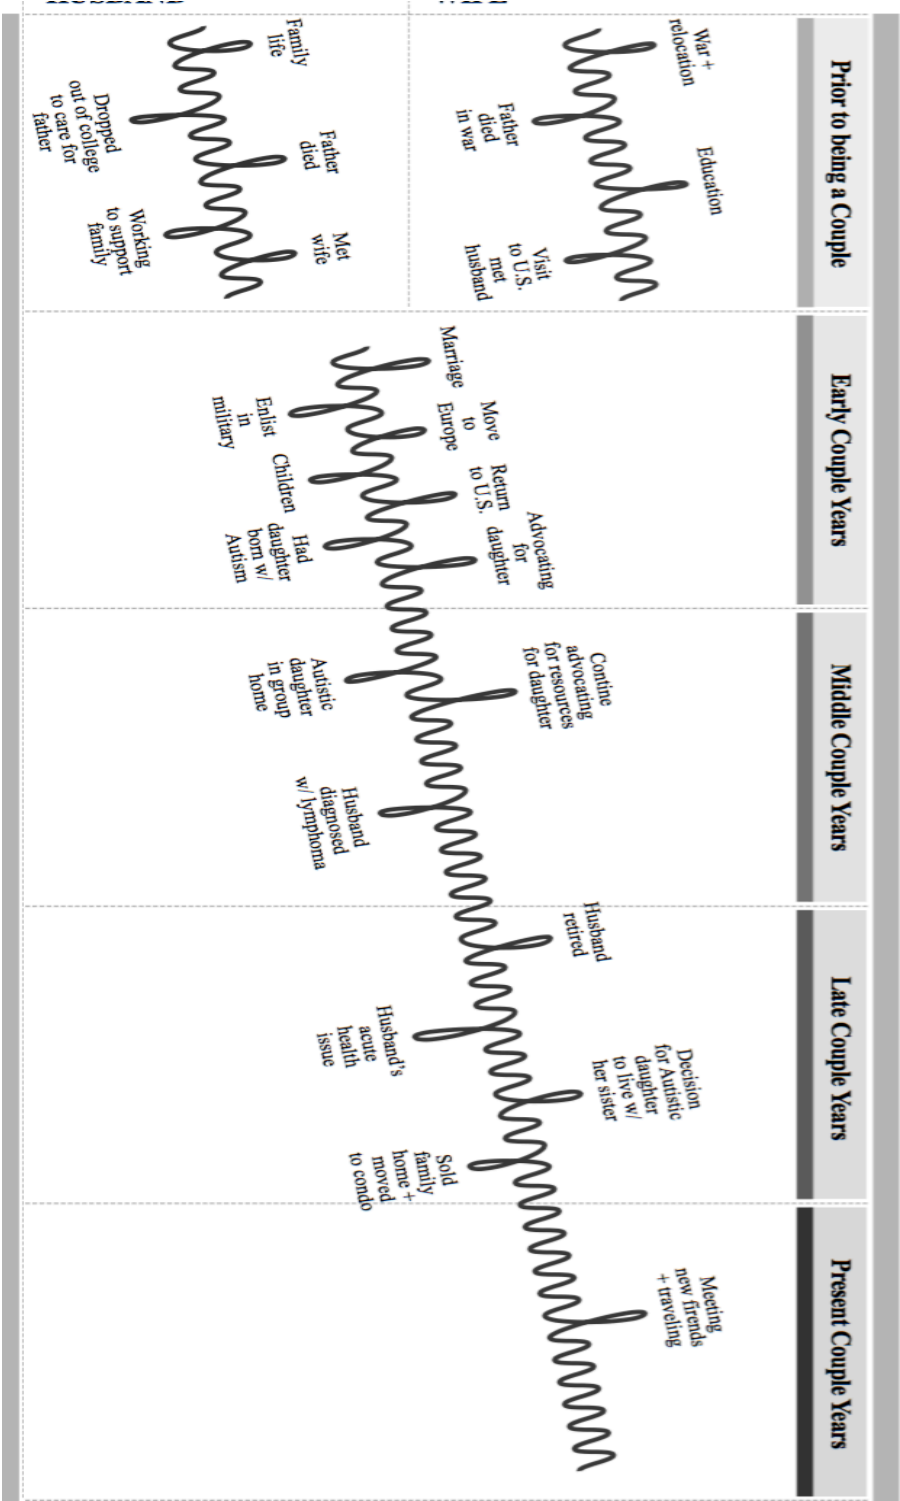 HUSBAND
WIFE
Prior to being a Couple
War +
relocation
Education
Father
died
in war
Visit
to U.S.
met
husband
Family
life
Father
died
Met
wife
Dropped
out of college
to care for
father
Working
to support
family
Early Couple Years
Marriage
Move
to
Europe
Return
to U.S.
Advocating
for
daughter
Enlist
in
military
Children
Had
daughter
born w/
Autism
Middle Couple Years
Contine
advocating
for resources
for daughter
Autistic
daughter
in group
home
Husband
diagnosed
w/ lymphoma
Late Couple Years
Husband
retired
Decision
for Autistic
daughter
to live w/
her sister
Husband's
acute
health
issue
Sold
family
home +
moved
to condo
Present Couple Years
Meeting
new firends
+ traveling